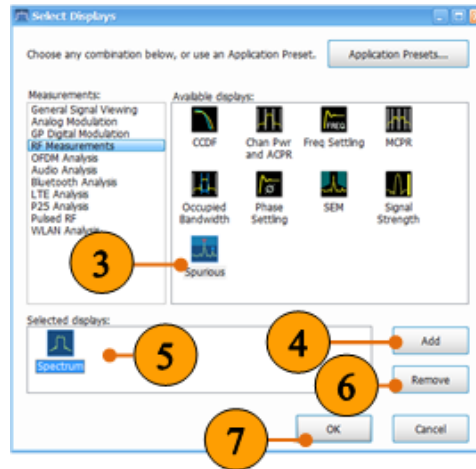 Select Displays
Choose any combination below, or use an Application Preset.
Application Presets...
Measurements:
General Signal Viewing
Analog Modulation
GP Digital Modulation
RF Measurements
OFDM Analysis
Audio Analysis
Bluetooth Analysis
LTE Analysis
P25 Analysis
Pulsed RF
WLAN Analysis
Available displays:
CCDF
Chan Pwr
and ACPR
FREQ
Freq Settling
MCPR
Occupied
Bandwidth
Phase
Settling
SEM
Signal
Strength
3
Spurious
Selected displays:
Spectrum
5
4
Add
6
Remove
7
OK
Cancel